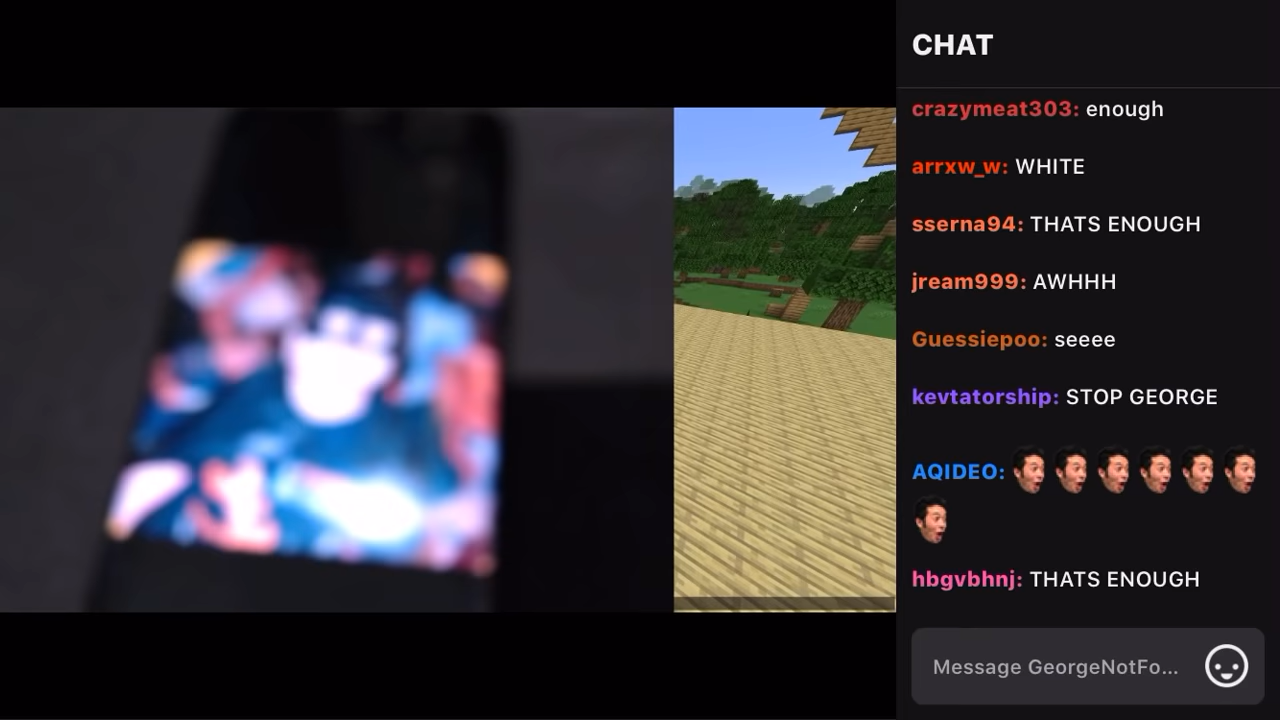 CHAT
crazymeat303: enough
arrxw_w: WHITE
sserna94: THATS ENOUGH
jream999: AWHHH
Guessiepoo: seeee
kevtatorship: STOP GEORGE
AQIDEO:
hbgvbhnj: THATS ENOUGH
Message GeorgeNotFo...